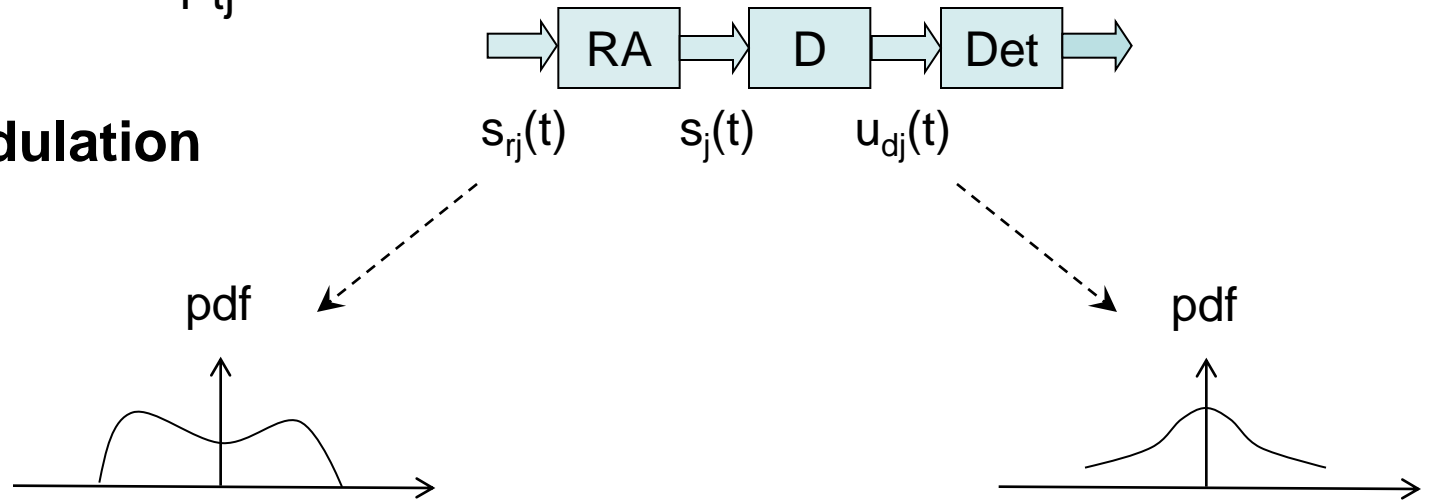 RA D Det
s_rj(t) s_j(t) u_dj(t)
dulation
pdf pdf